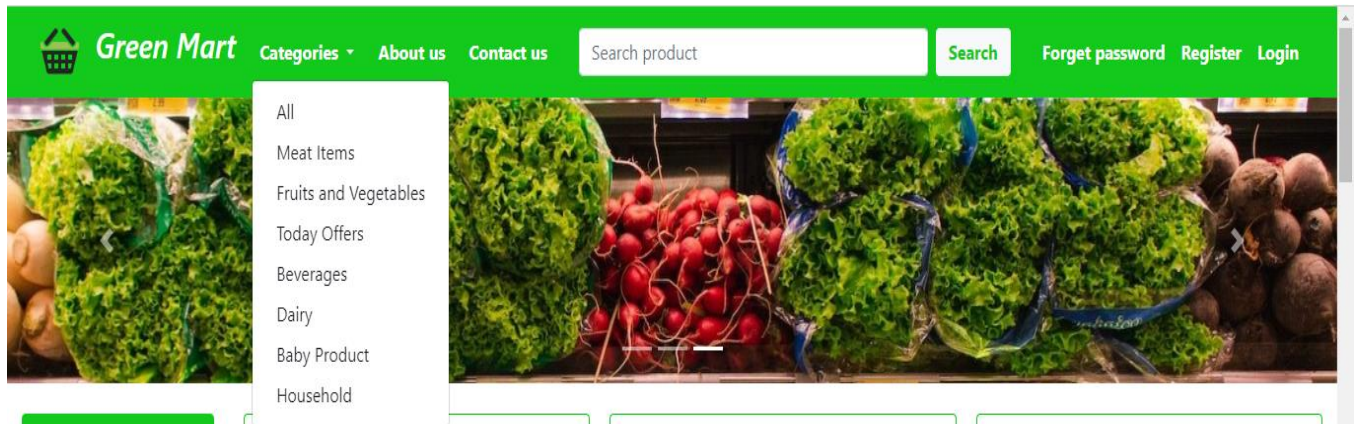 Green Mart Categories About us Contact us Search product Search Forget password Register Login
All
Meat Items
Fruits and Vegetables
Today Offers
Beverages
Dairy
Baby Product
Household